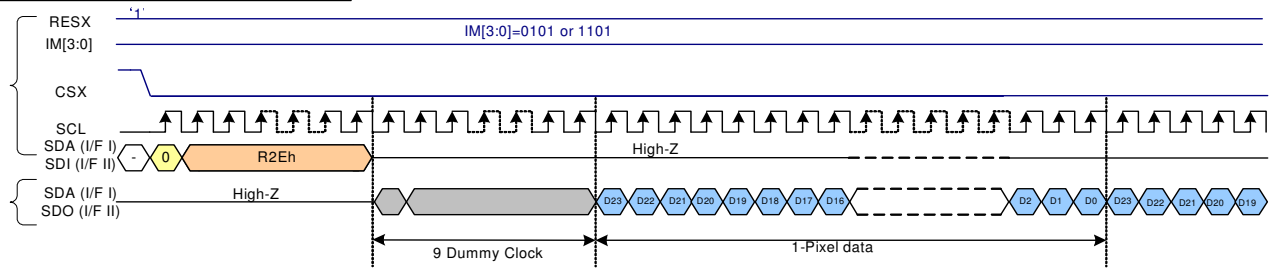 RESX
‘1’
IM[3:0]
IM[3:0]=0101 or 1101
CSX
SCL
SDA (I/F I)
SDI (I/F II)
-
0
R2Eh
High-Z
SDA (I/F I)
SDO (I/F II)
High-Z
D23 D22 D21 D20 D19 D18 D17 D16 D2 D1 D0 D23 D22 D21 D20 D19
9 Dummy Clock
1-Pixel data